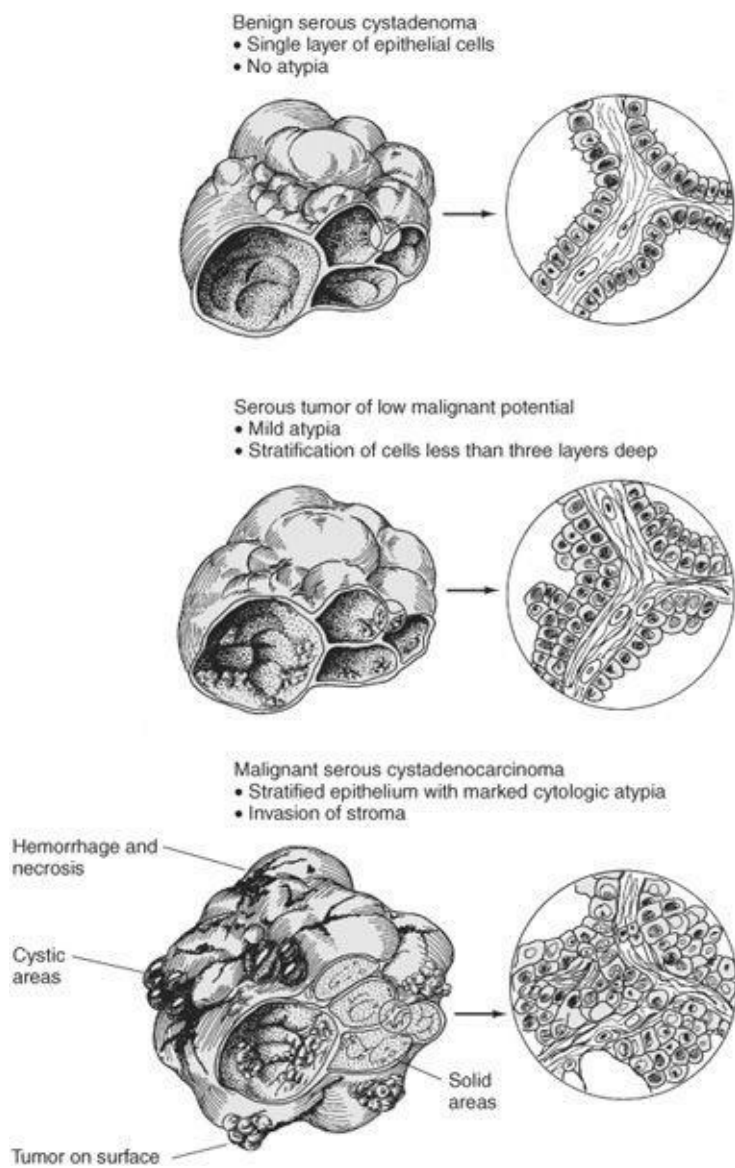 Benign serous cystadenoma
• Single layer of epithelial cells
• No atypia
Serous tumor of low malignant potential
• Mild atypia
• Stratification of cells less than three layers deep
Malignant serous cystadenocarcinoma
• Stratified epithelium with marked cytologic atypia
• Invasion of stroma
Hemorrhage and
necrosis
Cystic
areas
Solid
areas
Tumor on surface